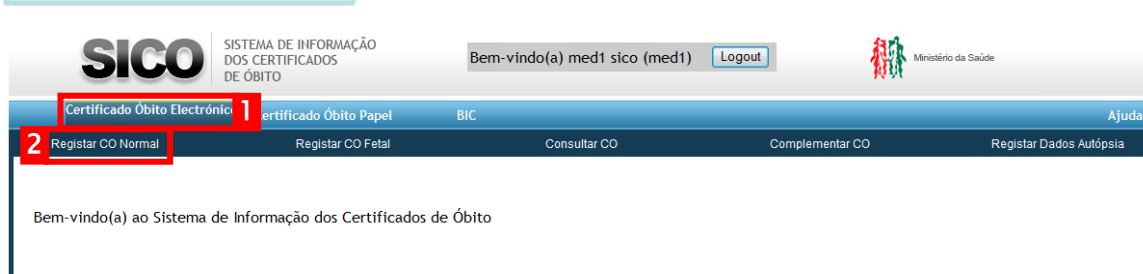 SICO
SISTEMA DE INFORMAÇÃO
DOS CERTIFICADOS
DE ÓBITO
Bem-vindo(a) med1 sico (med1)
Logout
Ministério da Saúde
Certificado Óbito Electrónico
1
ertificado Óbito Papel
BIC
Ajuda
2
Registar CO Normal
Registar CO Fetal
Consultar CO
Complementar CO
Registar Dados Autópsia
Bem-vindo(a) ao Sistema de Informação dos Certificados de Óbito